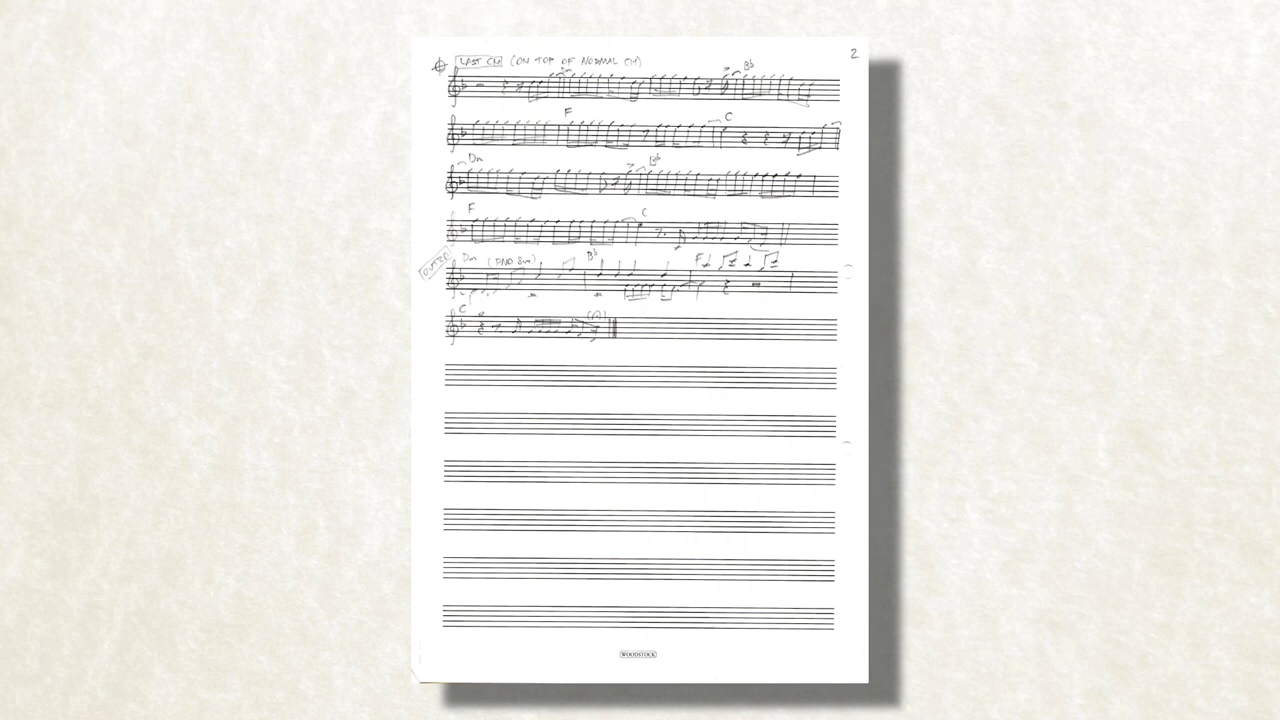 2
LAST CH (ON TOP OF NORMAL CH)
Dm Bb
F C
Dm Bb
F C
OUTRO Dm (PNO 8va) Bb F
C
WOODSTOCK